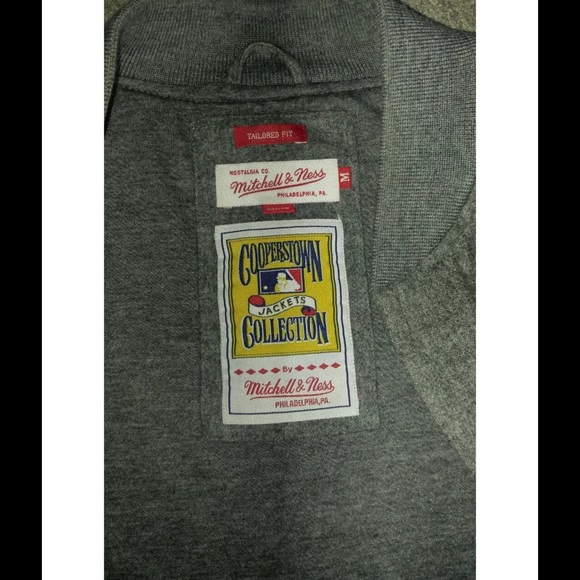 TAILORED FIT
NOSTALGIA CO.
Mitchell & Ness
PHILADELPHIA, PA.
M
COOPERSTOWN
JACKETS
COLLECTION
By
Mitchell & Ness
PHILADELPHIA, PA.